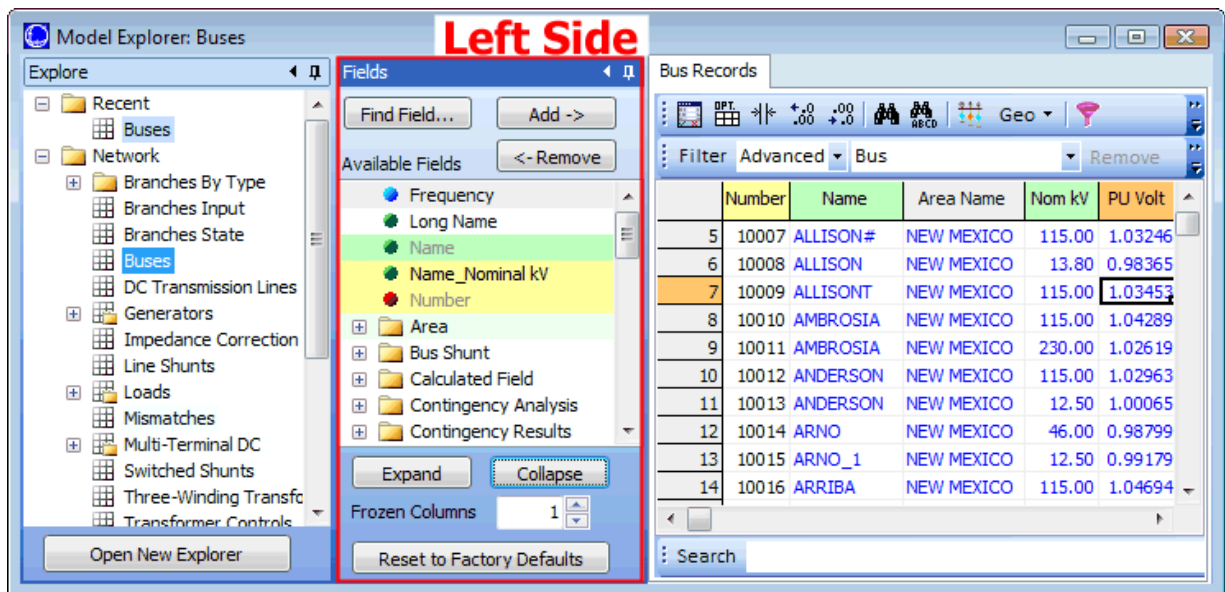 Model Explorer: Buses
Left Side
Explore
Recent
Buses
Network
Branches By Type
Branches Input
Branches State
Buses
DC Transmission Lines
Generators
Impedance Correction
Line Shunts
Loads
Mismatches
Multi-Terminal DC
Switched Shunts
Three-Winding Transfo
Transformer Controls
Open New Explorer
Fields
Find Field... Add ->
Available Fields <- Remove
Frequency
Long Name
Name
Name_Nominal kV
Number
Area
Bus Shunt
Calculated Field
Contingency Analysis
Contingency Results
Expand Collapse
Frozen Columns 1
Reset to Factory Defaults
Bus Records
OPT. .0 .00 .00 .0 ABCD Geo
Filter Advanced Bus Remove
Number Name Area Name Nom kV PU Volt
5 10007 ALLISON# NEW MEXICO 115.00 1.03246
6 10008 ALLISON NEW MEXICO 13.80 0.98365
7 10009 ALLISONT NEW MEXICO 115.00 1.03453
8 10010 AMBROSIA NEW MEXICO 115.00 1.04289
9 10011 AMBROSIA NEW MEXICO 230.00 1.02619
10 10012 ANDERSON NEW MEXICO 115.00 1.02963
11 10013 ANDERSON NEW MEXICO 12.50 1.00065
12 10014 ARNO NEW MEXICO 46.00 0.98799
13 10015 ARNO_1 NEW MEXICO 12.50 0.99179
14 10016 ARRIBA NEW MEXICO 115.00 1.04694
Search